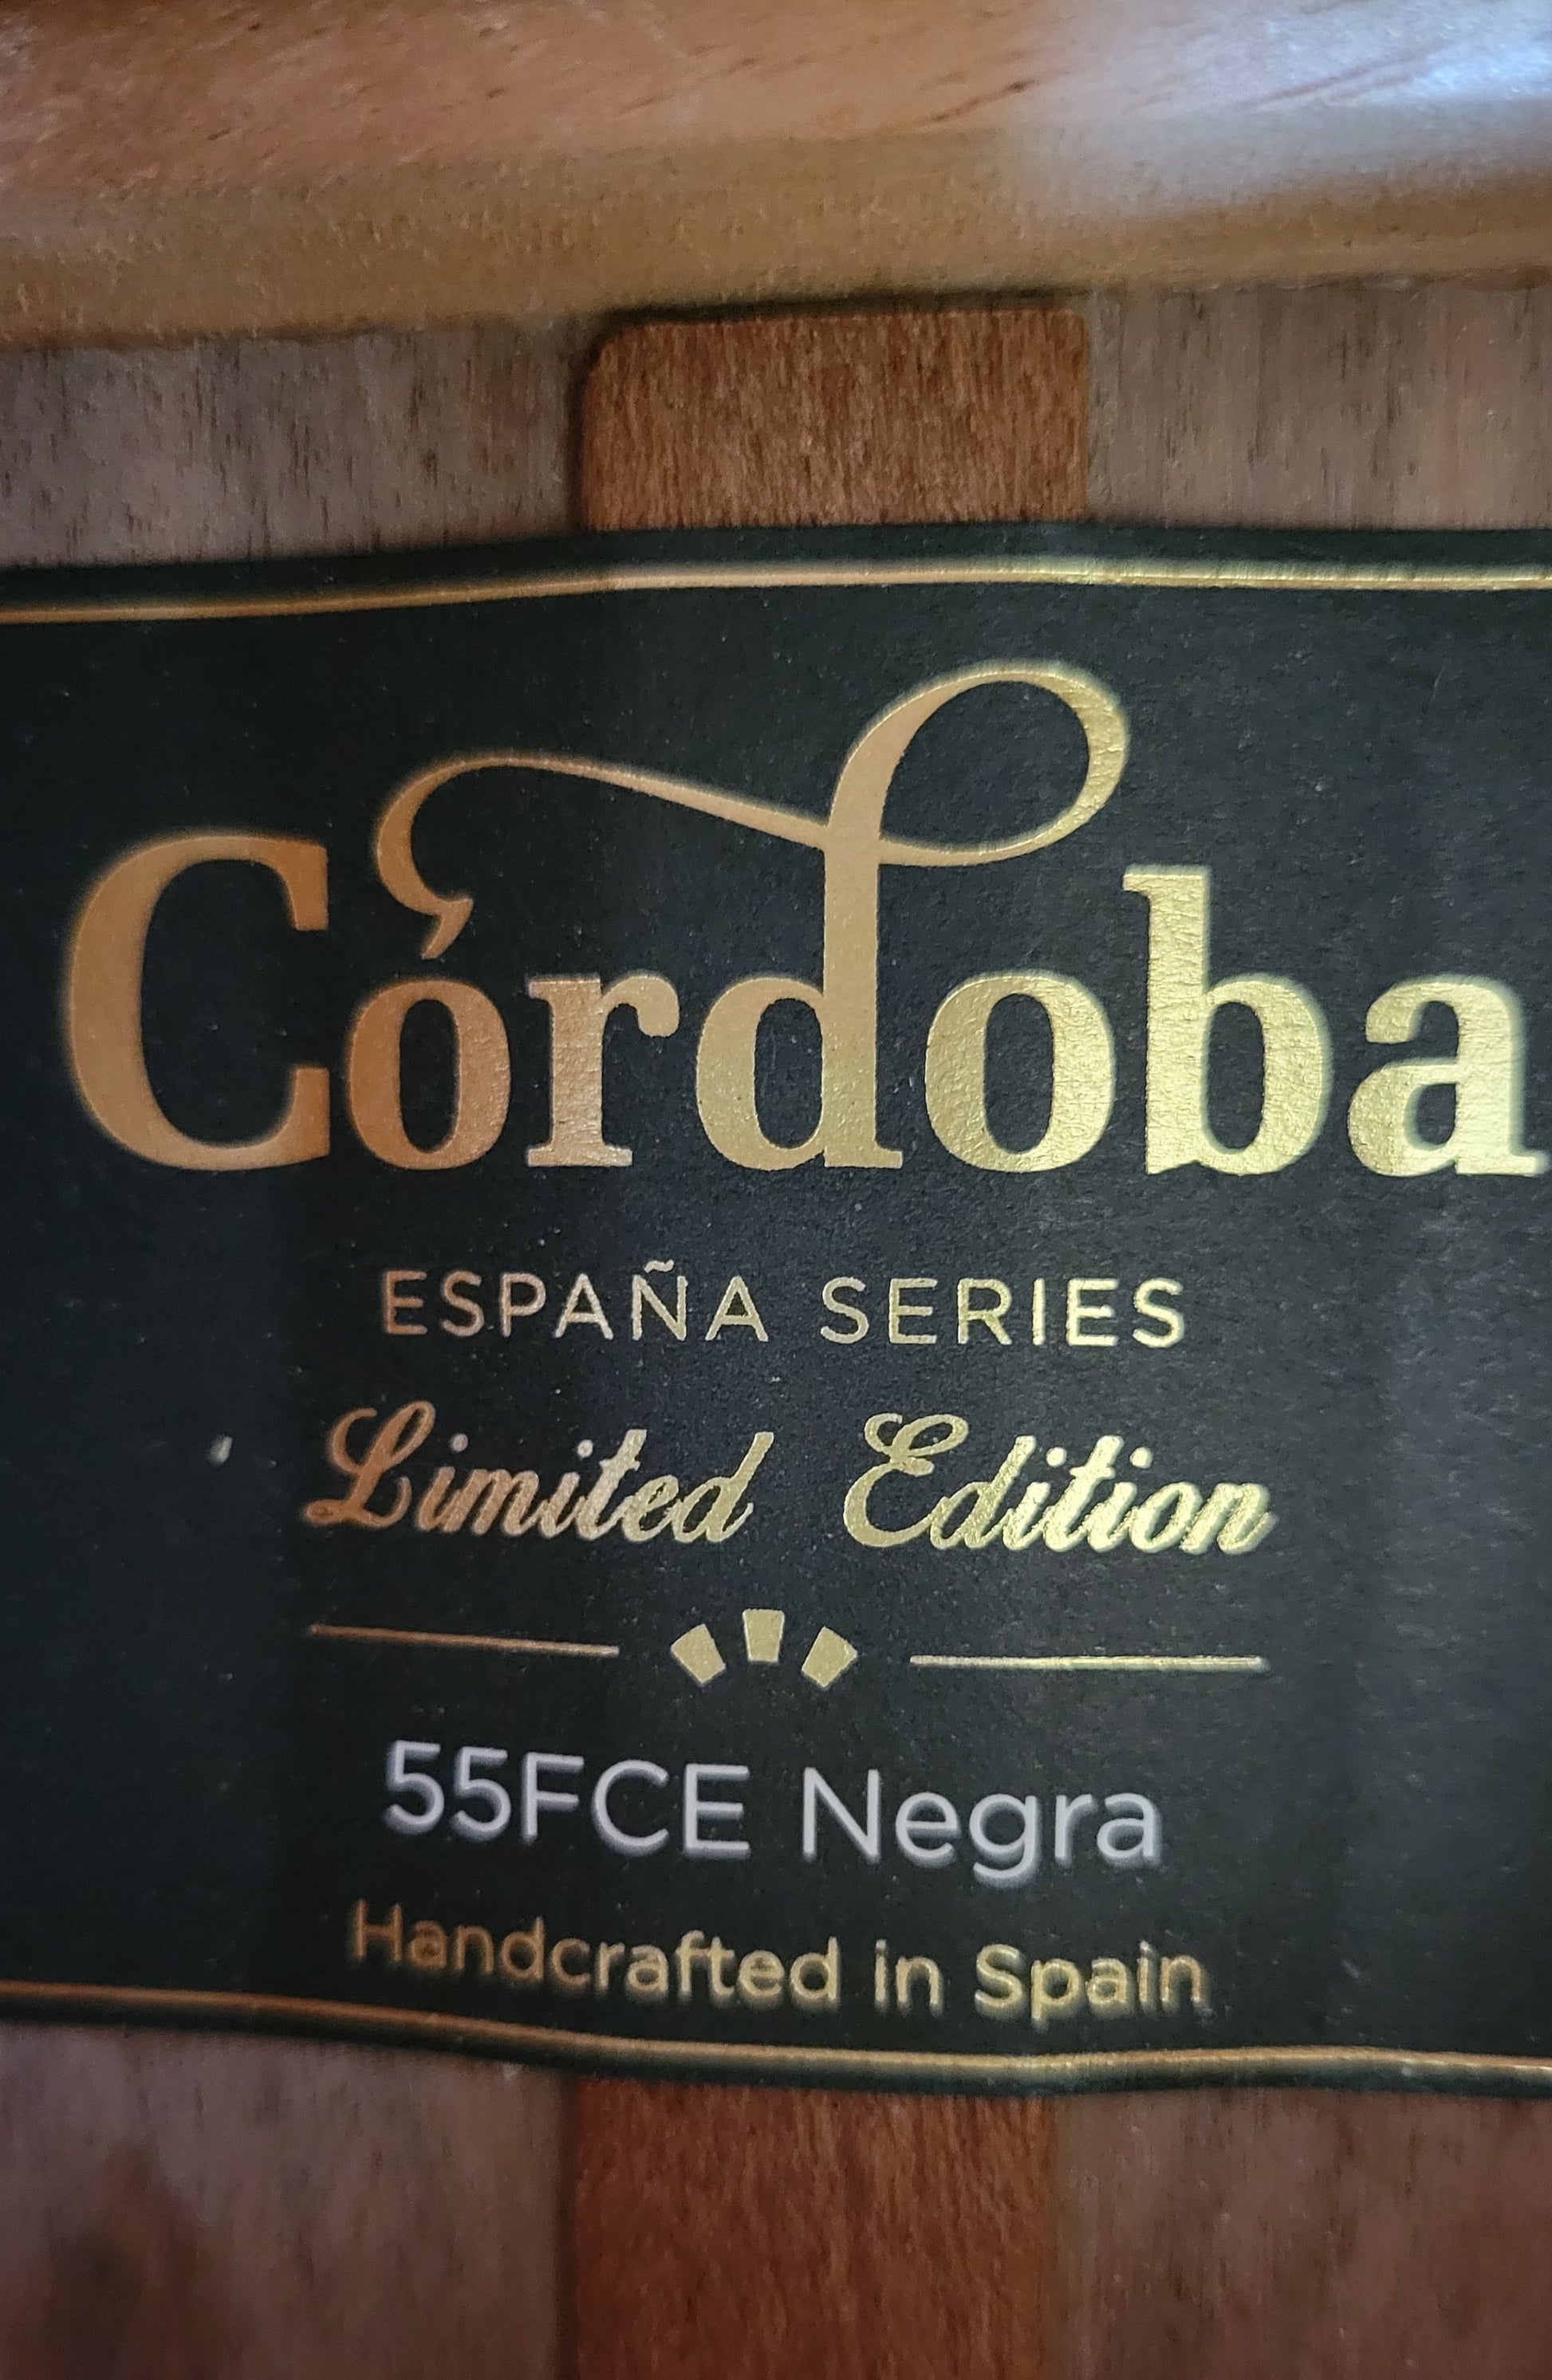 Córdoba
ESPAÑA SERIES
Limited Edition
55FCE Negra
Handcrafted in Spain